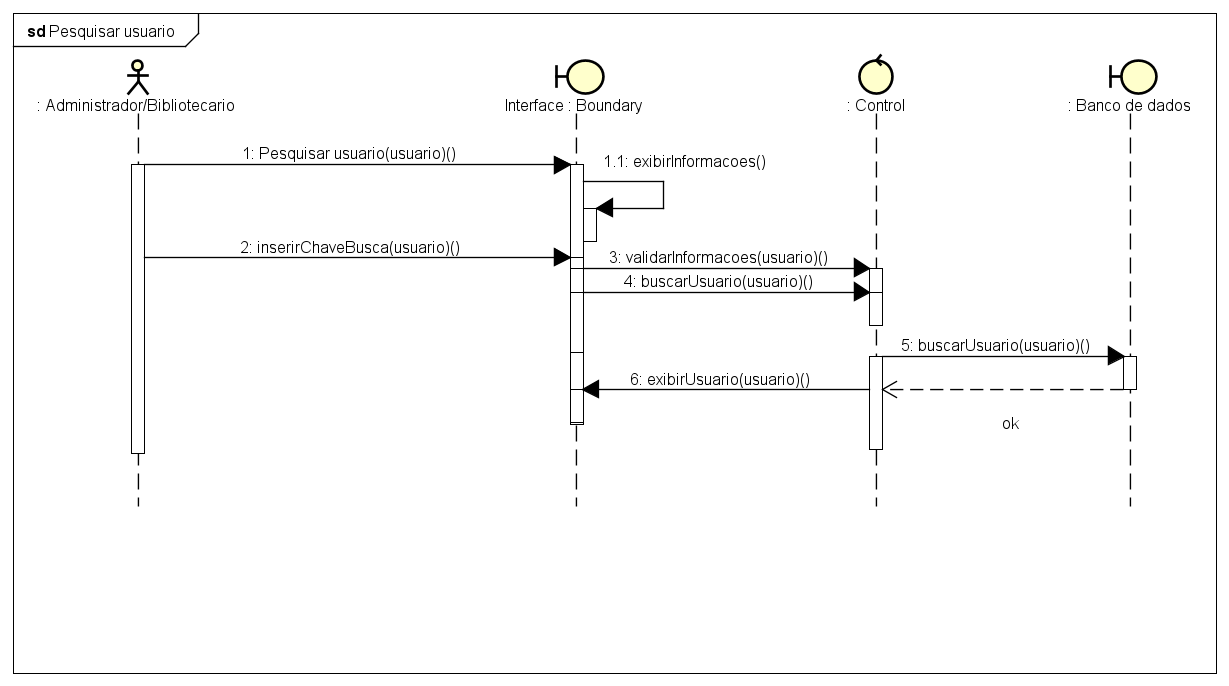 sd Pesquisar usuario
: Administrador/Bibliotecario
Interface : Boundary
: Control
: Banco de dados
1: Pesquisar usuario(usuario)()
1.1: exibirInformacoes()
2: inserirChaveBusca(usuario)()
3: validarInformacoes(usuario)()
4: buscarUsuario(usuario)()
5: buscarUsuario(usuario)()
6: exibirUsuario(usuario)()
ok